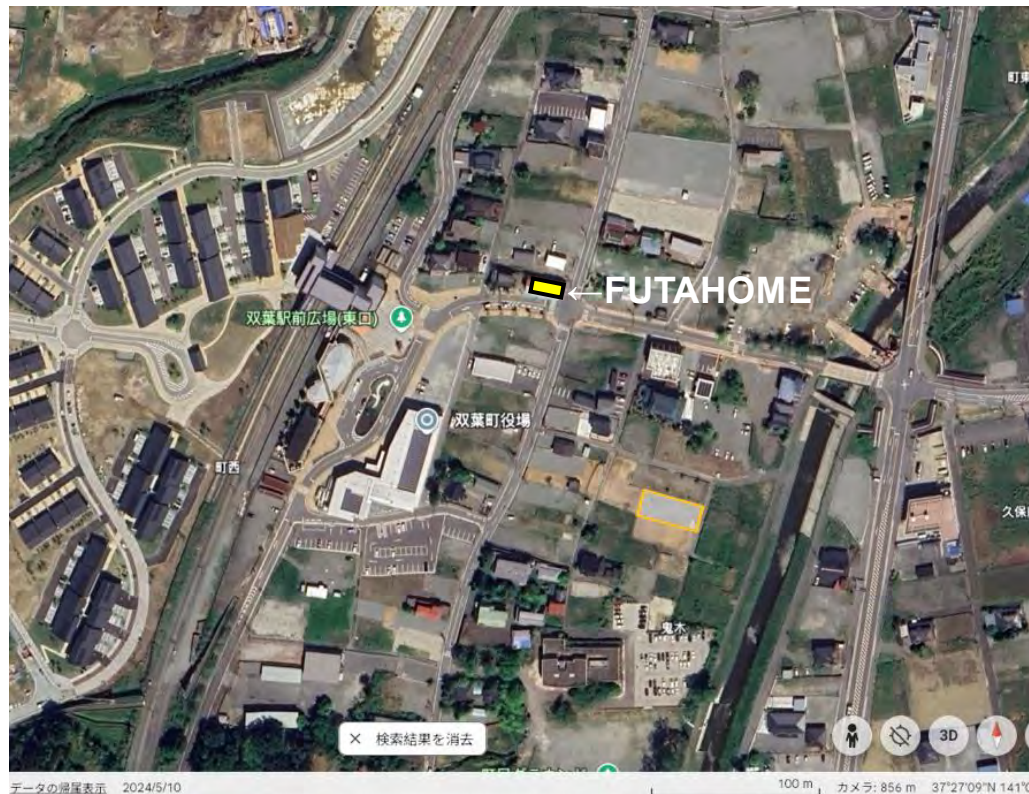 町東
←FUTAHOME
双葉駅前広場(東口)
双葉町役場
町西
久保
鬼木
× 検索結果を消去
3D
データの帰属表示 2024/5/10
100 m
カメラ: 856 m 37°27'09"N 141°